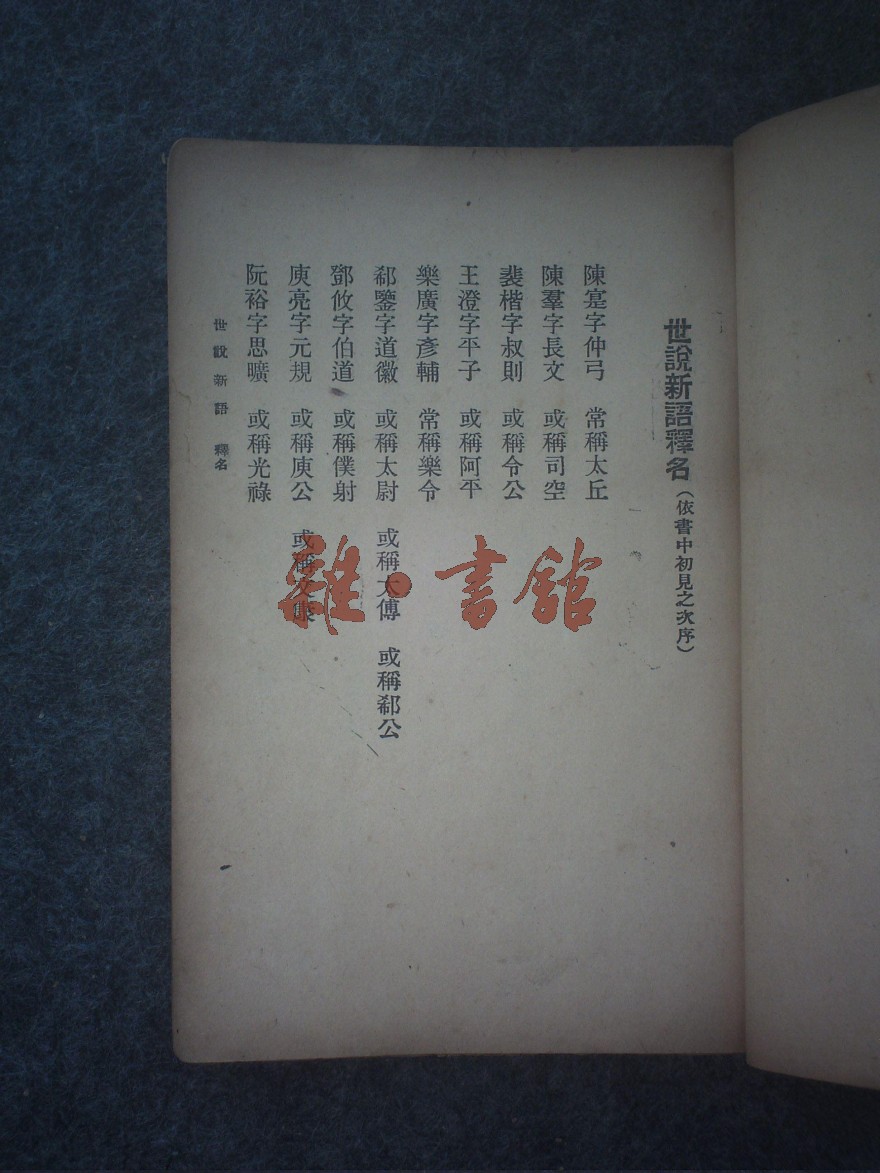 世說新語釋名(依書中初見之次序)
陳寔字仲弓 常稱太丘
陳羣字長文 或稱司空
裴楷字叔則 或稱令公
王澄字平子 或稱阿平
樂廣字彥輔 常稱樂令
郗鑒字道徽 或稱太尉 或稱太傅 或稱郗公
鄧攸字伯道 或稱僕射
庾亮字元規 或稱庾公 或稱文康
阮裕字思曠 或稱光祿
世說新語 釋名
雜·書館